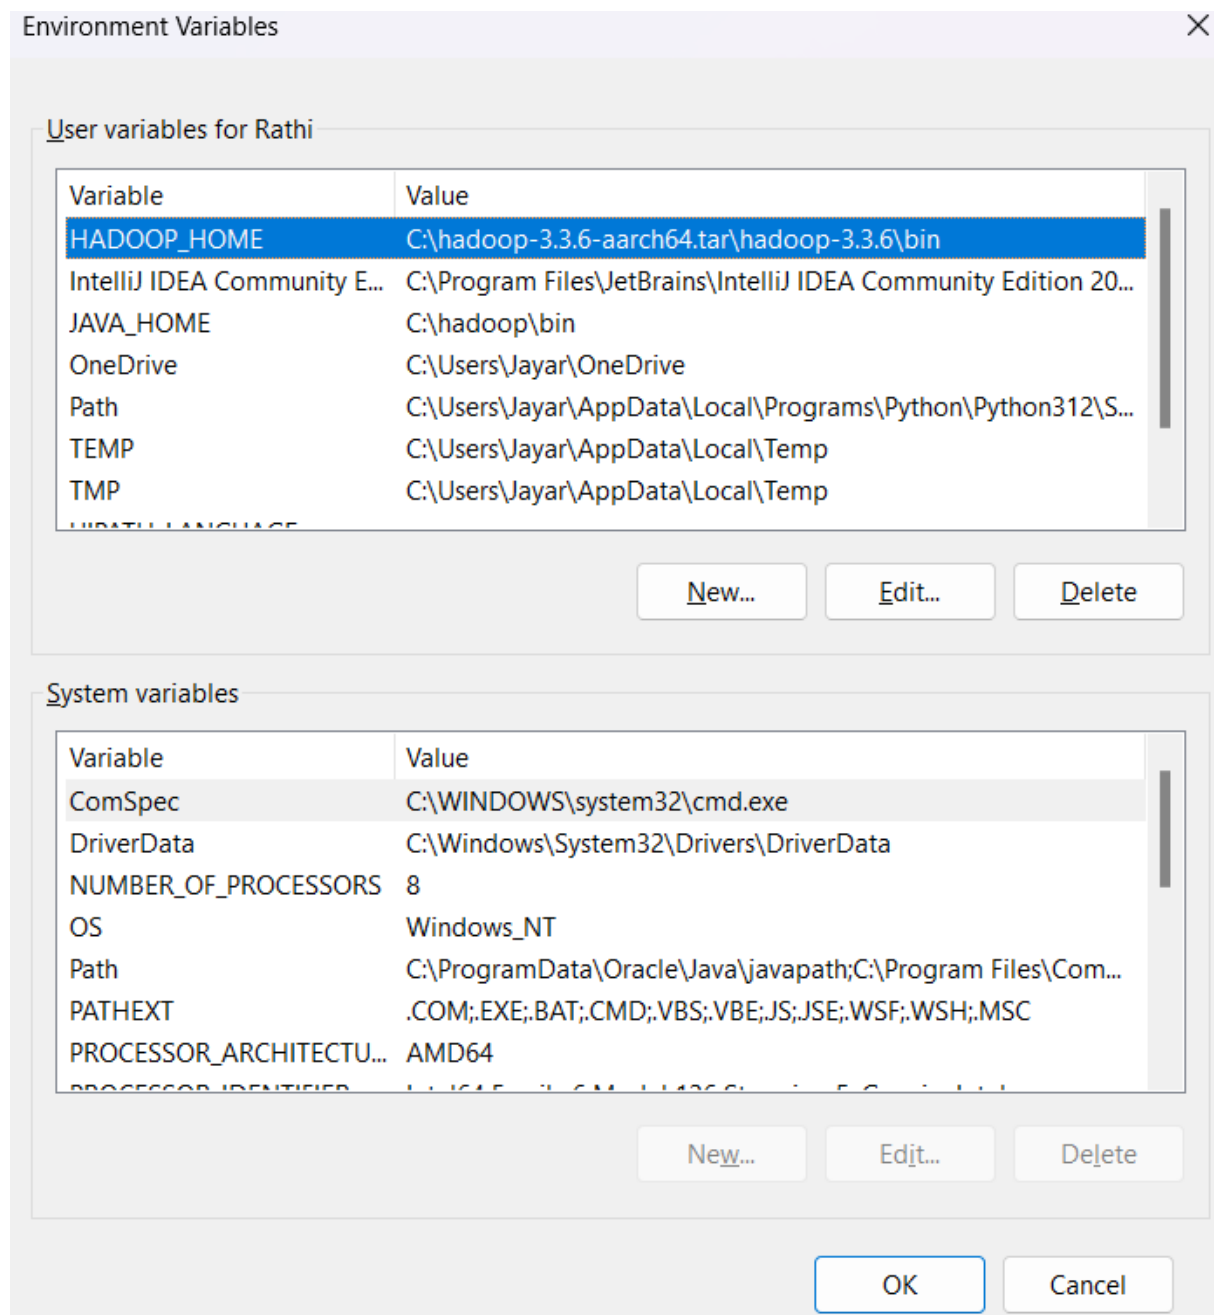 Environment Variables
User variables for Rathi
Variable Value
HADOOP_HOME C:\hadoop-3.3.6-aarch64.tar\hadoop-3.3.6\bin
IntelliJ IDEA Community E... C:\Program Files\JetBrains\IntelliJ IDEA Community Edition 20...
JAVA_HOME C:\hadoop\bin
OneDrive C:\Users\Jayar\OneDrive
Path C:\Users\Jayar\AppData\Local\Programs\Python\Python312\S...
TEMP C:\Users\Jayar\AppData\Local\Temp
TMP C:\Users\Jayar\AppData\Local\Temp
New... Edit... Delete
System variables
Variable Value
ComSpec C:\WINDOWS\system32\cmd.exe
DriverData C:\Windows\System32\Drivers\DriverData
NUMBER_OF_PROCESSORS 8
OS Windows_NT
Path C:\ProgramData\Oracle\Java\javapath;C:\Program Files\Com...
PATHEXT .COM;.EXE;.BAT;.CMD;.VBS;.VBE;.JS;.JSE;.WSF;.WSH;.MSC
PROCESSOR_ARCHITECTU... AMD64
New... Edit... Delete
OK Cancel